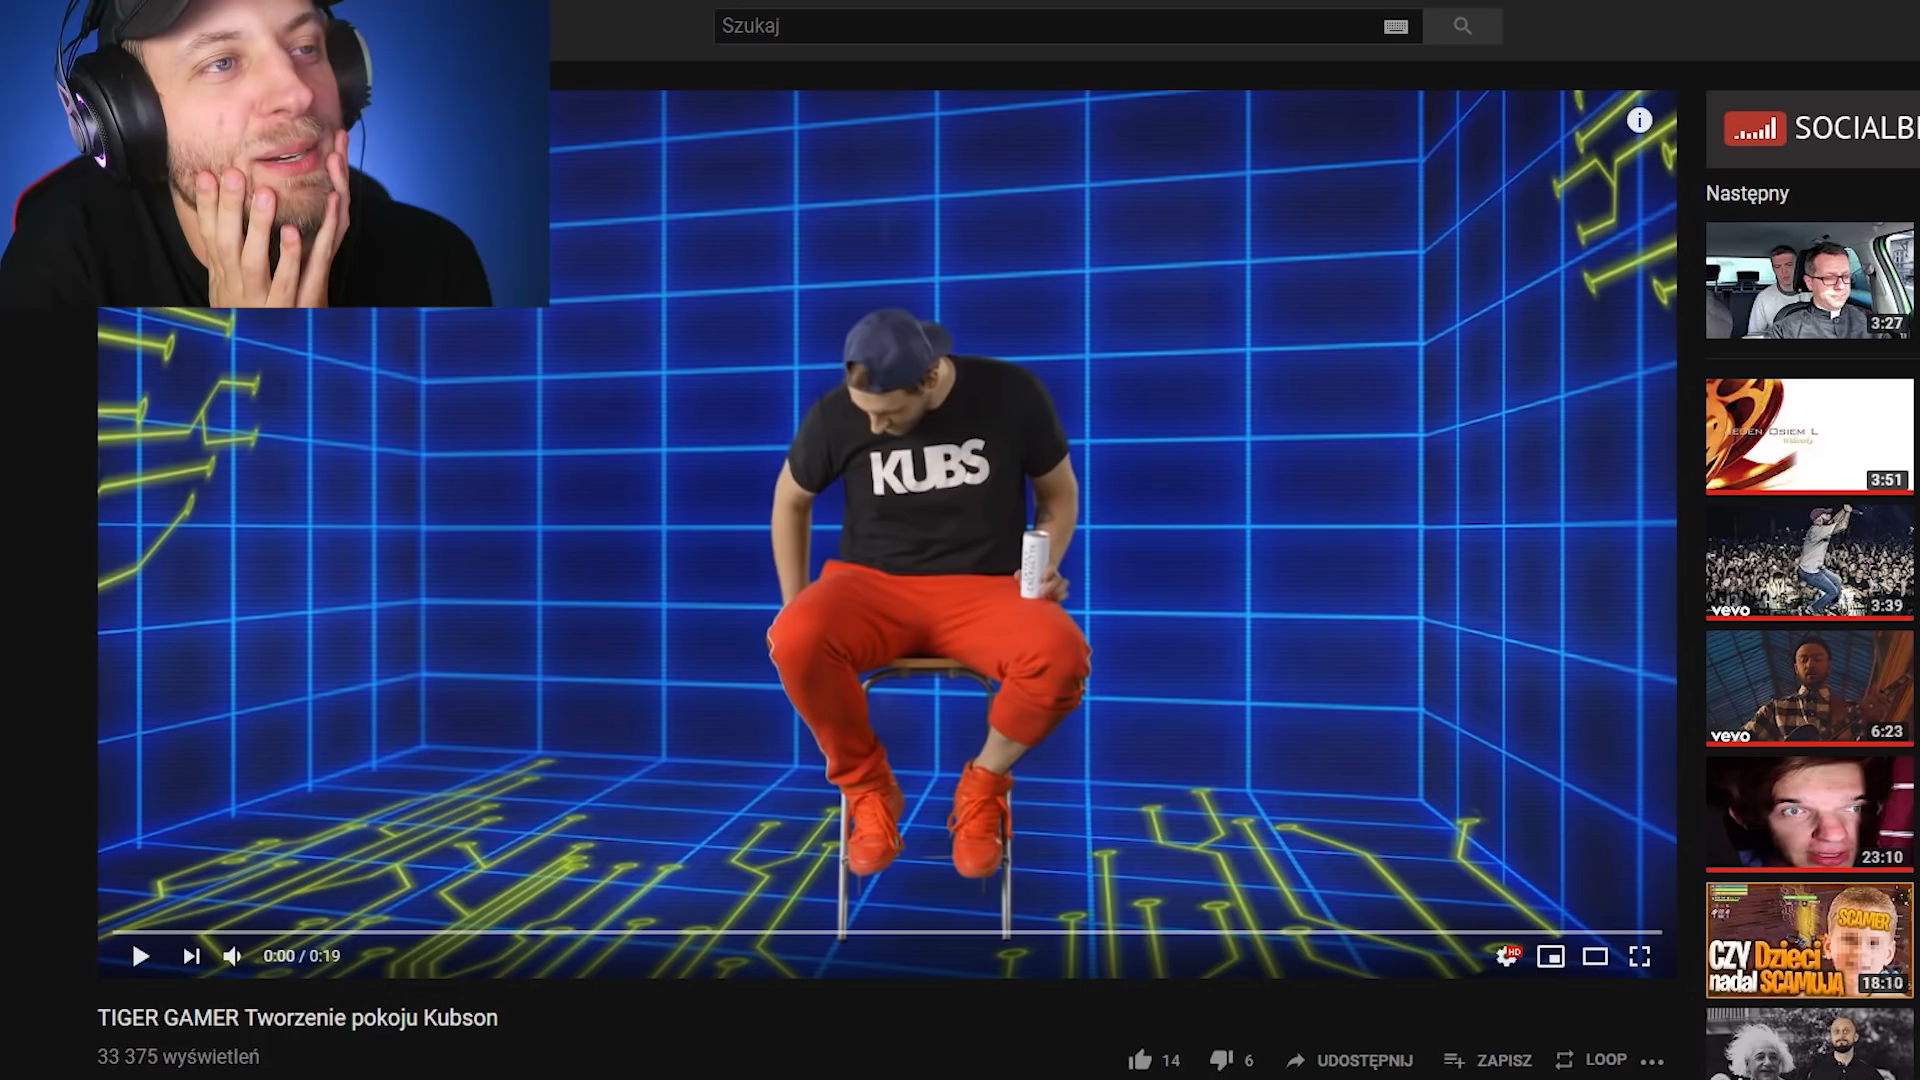 Szukaj
SOCIALB
Następny
3:27
JEDEN OSIEM L
3:51
KUBS
vevo
3:39
vevo
6:23
23:10
SCAMER
CZY Dzieci
nadal SCAMUJĄ
18:10
HD
0:00 / 0:19
TIGER GAMER Tworzenie pokoju Kubson
33 375 wyświetleń
14
6
UDOSTĘPNIJ
ZAPISZ
LOOP